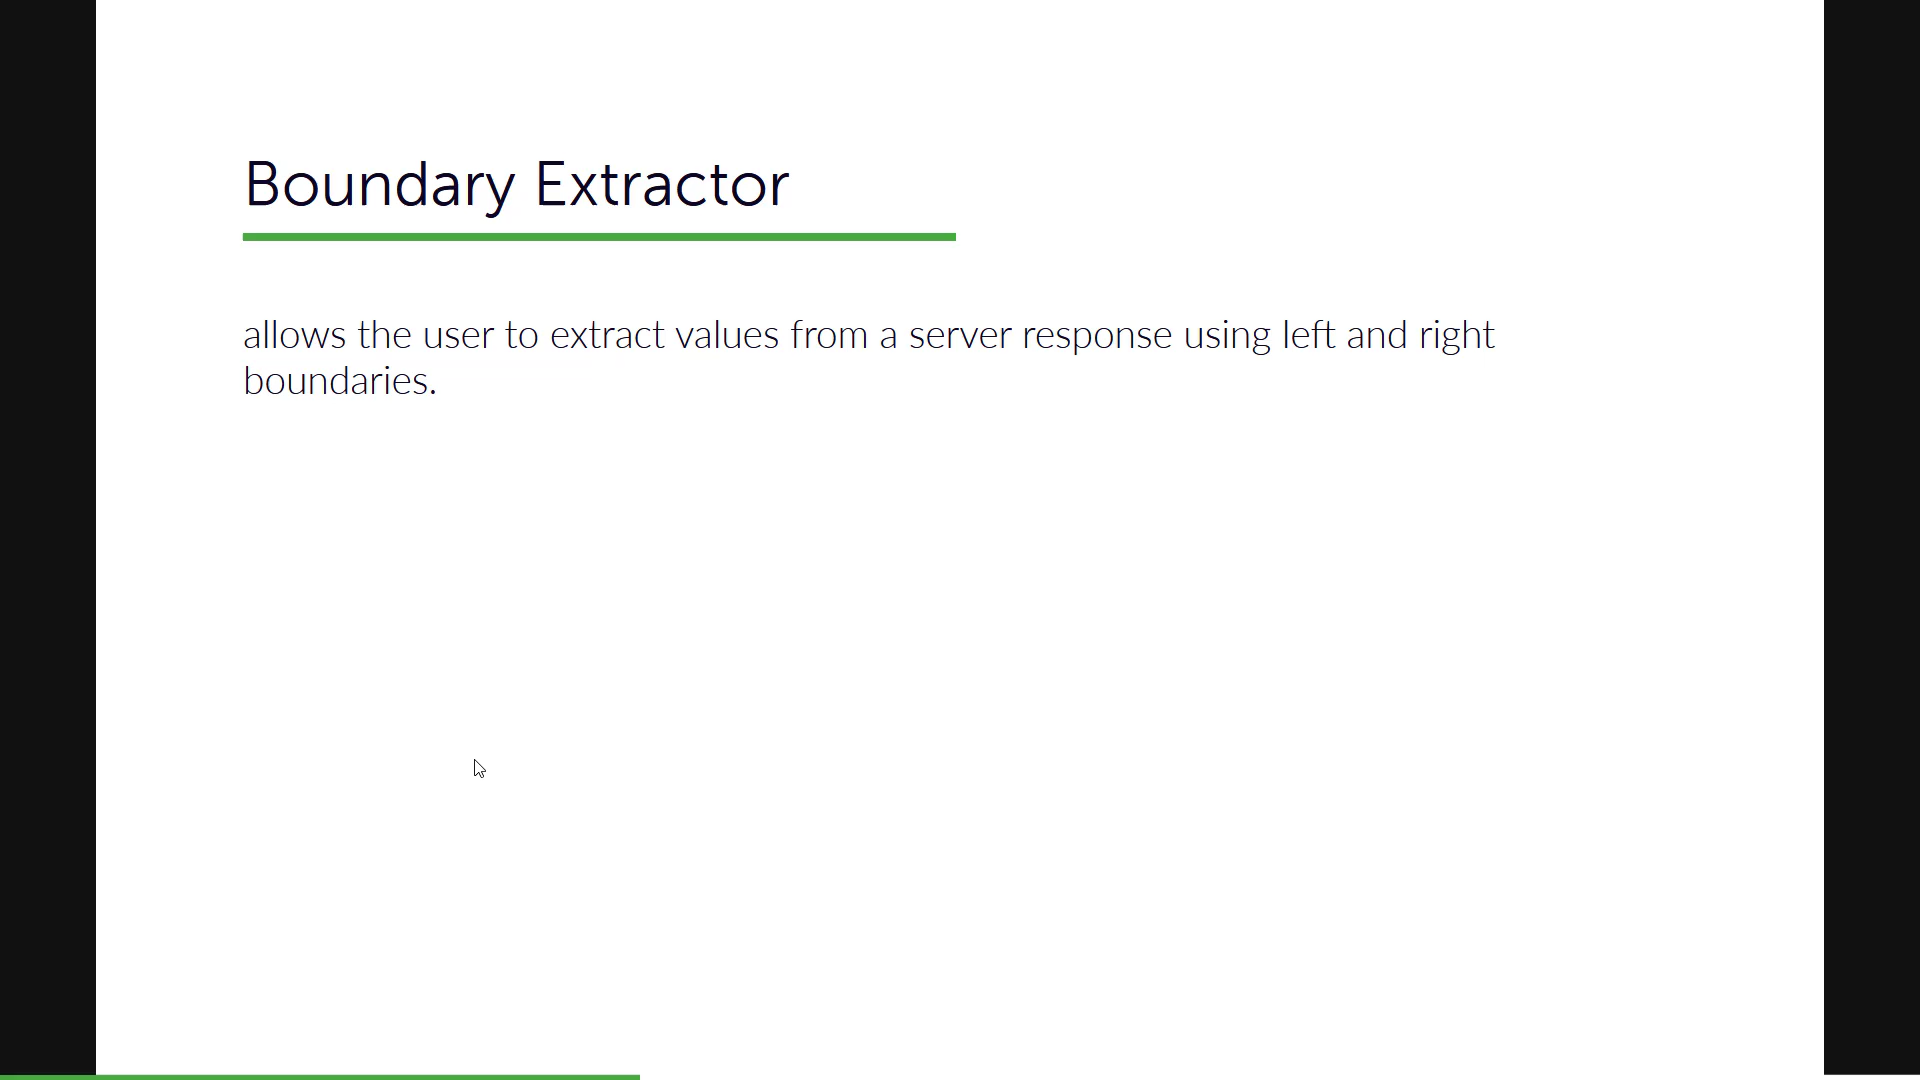 Boundary Extractor
allows the user to extract values from a server response using left and right
boundaries.